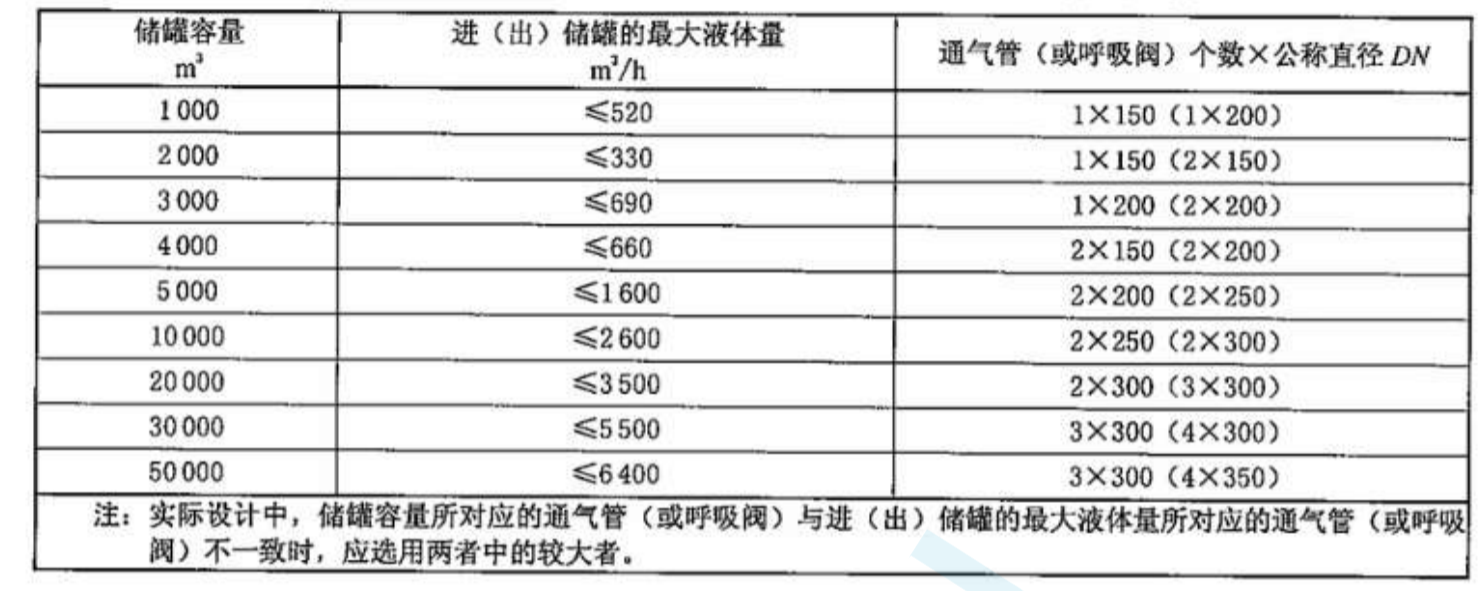 储罐容量 进（出）储罐的最大液体量 通气管（或呼吸阀）个数×公称直径 DN
m³ m³/h
1 000 ≤520 1×150（1×200）
2 000 ≤330 1×150（2×150）
3 000 ≤690 1×200（2×200）
4 000 ≤660 2×150（2×200）
5 000 ≤1 600 2×200（2×250）
10 000 ≤2 600 2×250（2×300）
20 000 ≤3 500 2×300（3×300）
30 000 ≤5 500 3×300（4×300）
50 000 ≤6 400 3×300（4×350）
注：实际设计中，储罐容量所对应的通气管（或呼吸阀）与进（出）储罐的最大液体量所对应的通气管（或呼吸
阀）不一致时，应选用两者中的较大者。